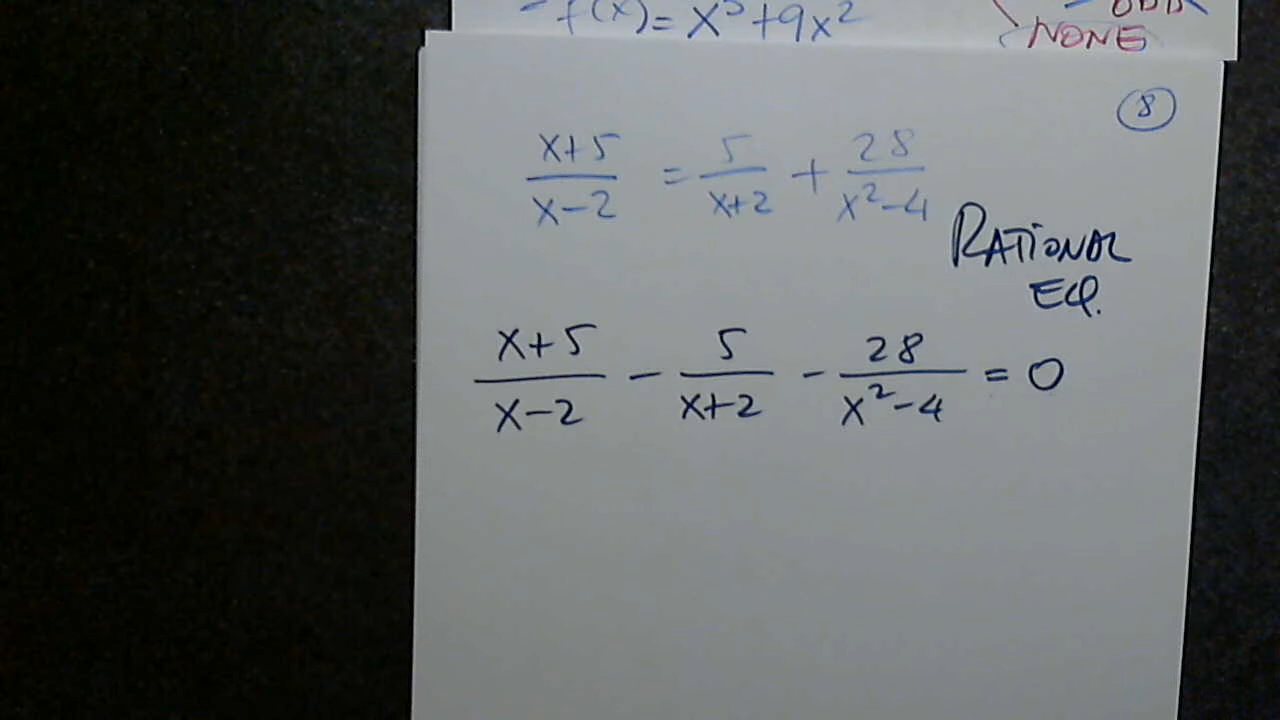 f(x) = x³ + 9x²
ODD
NONE
8
(x+5)/(x-2) = 5/(x+2) + 28/(x²-4)
RATIONAL
EQ.
(x+5)/(x-2) - 5/(x+2) - 28/(x²-4) = 0